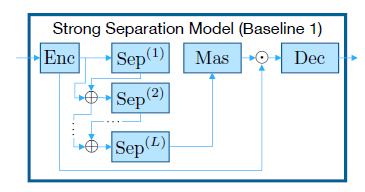 Strong Separation Model (Baseline 1)
Enc Sep(1) Mas Dec
Sep(2)
Sep(L)